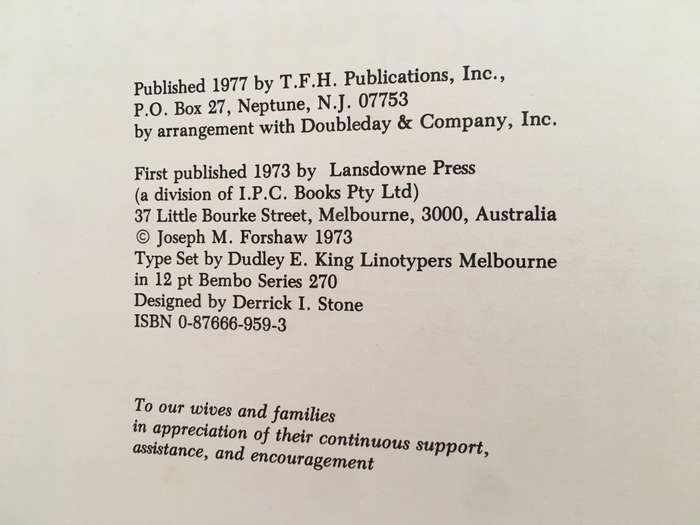 Published 1977 by T.F.H. Publications, Inc.,
P.O. Box 27, Neptune, N.J. 07753
by arrangement with Doubleday & Company, Inc.
First published 1973 by Lansdowne Press
(a division of I.P.C. Books Pty Ltd)
37 Little Bourke Street, Melbourne, 3000, Australia
© Joseph M. Forshaw 1973
Type Set by Dudley E. King Linotypers Melbourne
in 12 pt Bembo Series 270
Designed by Derrick I. Stone
ISBN 0-87666-959-3
To our wives and families
in appreciation of their continuous support,
assistance, and encouragement